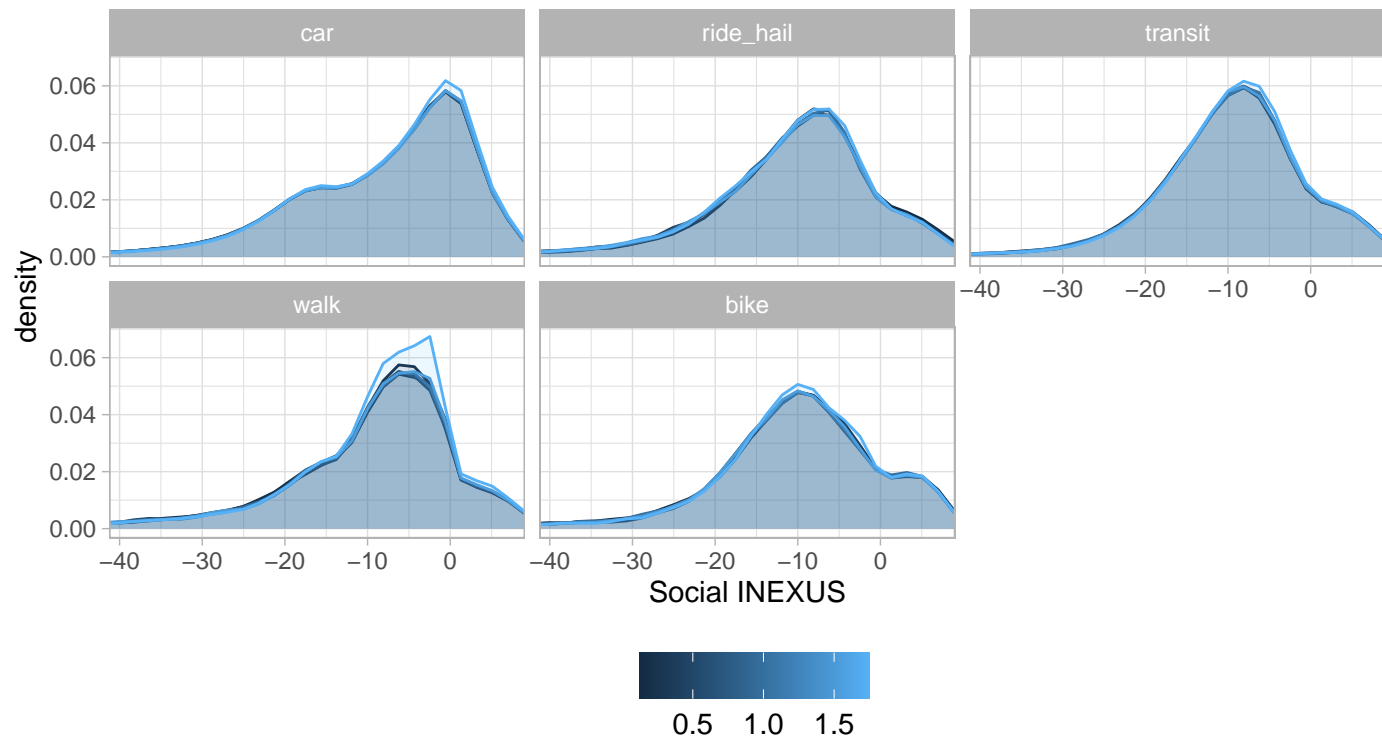 car ride_hail transit
0.06
0.04
0.02
0.00
−40 −30 −20 −10 0
walk bike
density
0.06
0.04
0.02
0.00
−40 −30 −20 −10 0 −40 −30 −20 −10 0
Social INEXUS
0.5 1.0 1.5